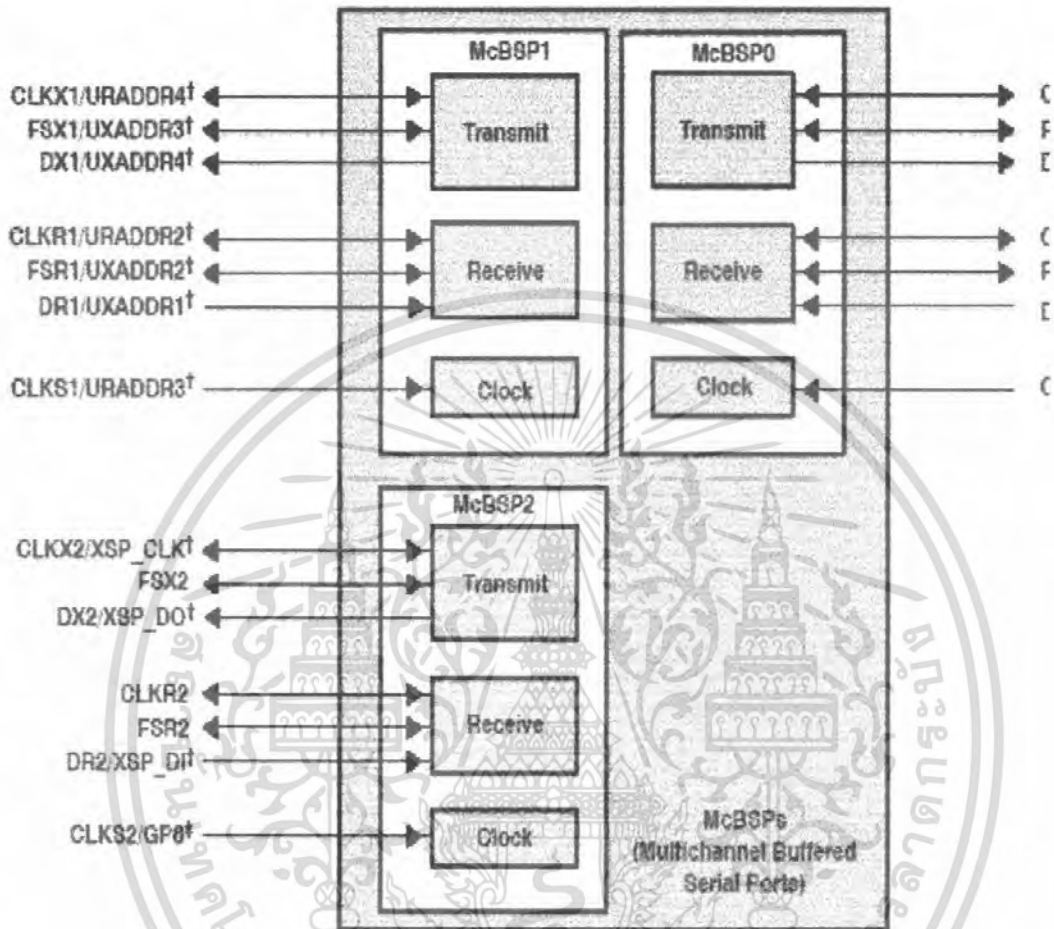 McBSP1
McBSP0
CLKX1/URADDR4†
FSX1/UXADDR3†
DX1/UXADDR4†
Transmit
Transmit
CLKR1/URADDR2†
FSR1/UXADDR2†
DR1/UXADDR1†
Receive
Receive
CLKS1/URADDR3†
Clock
Clock
McBSP2
CLKX2/XSP_CLK†
FSX2
DX2/XSP_DO†
Transmit
CLKR2
FSR2
DR2/XSP_DI†
Receive
CLKS2/GP8‡
Clock
McBSPs
(Multichannel Buffered
Serial Ports)